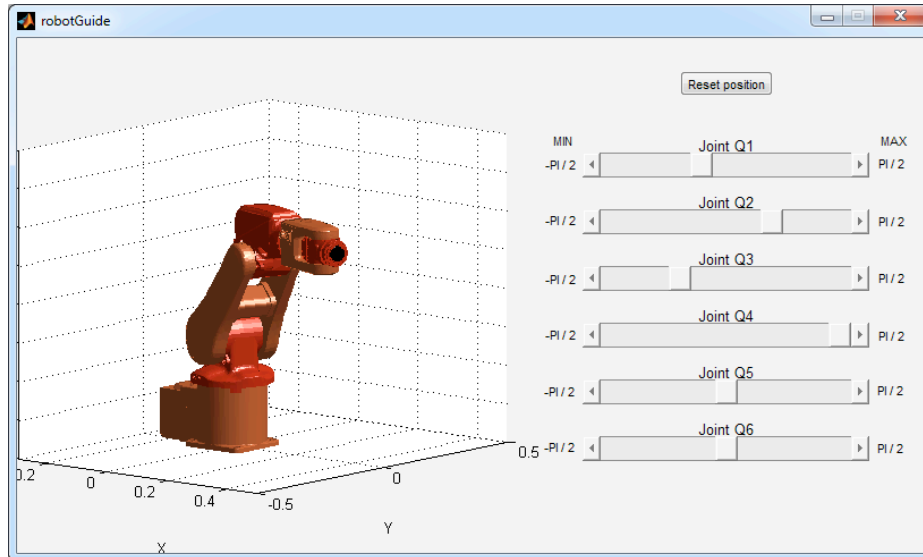 robotGuide
Reset position
MIN
MAX
Joint Q1
-PI / 2
PI / 2
Joint Q2
-PI / 2
PI / 2
Joint Q3
-PI / 2
PI / 2
Joint Q4
-PI / 2
PI / 2
Joint Q5
-PI / 2
PI / 2
Joint Q6
-PI / 2
PI / 2
0.5
0.2
0
0.2
0.4
-0.5
0
X
Y